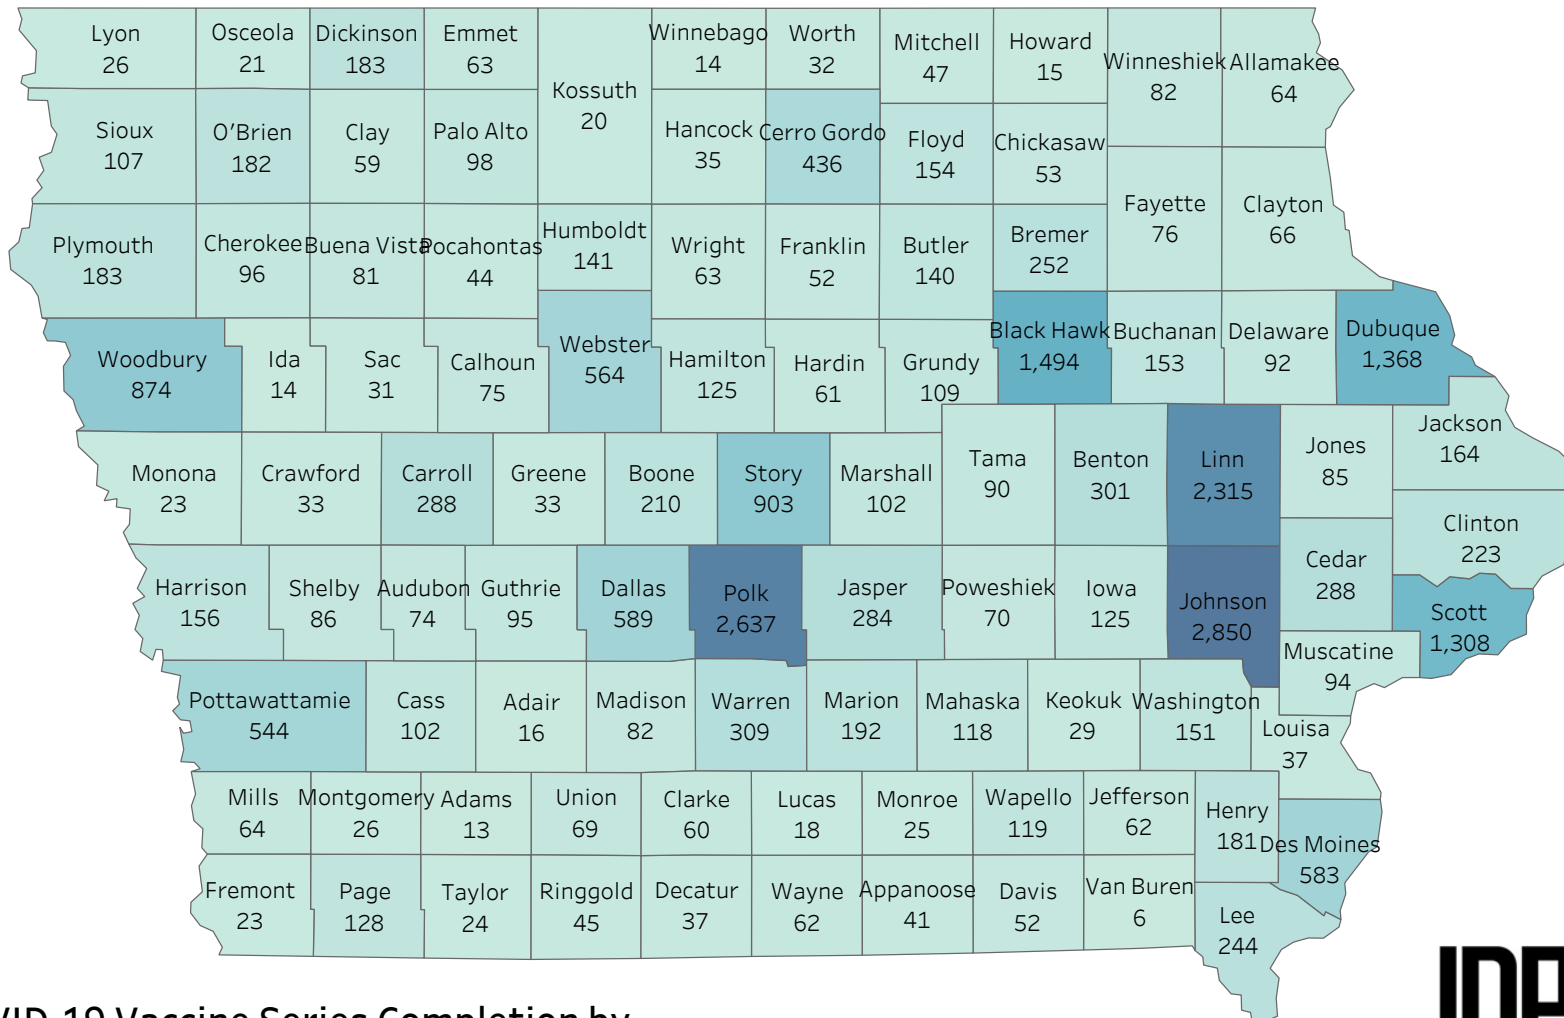 Lyon
26
Osceola
21
Dickinson
183
Emmet
63
Kossuth
20
Winnebago
14
Worth
32
Mitchell
47
Howard
15
Winneshiek
82
Allamakee
64
Sioux
107
O'Brien
182
Clay
59
Palo Alto
98
Hancock
35
Cerro Gordo
436
Floyd
154
Chickasaw
53
Fayette
76
Clayton
66
Plymouth
183
Cherokee
96
Buena Vista
81
Pocahontas
44
Humboldt
141
Wright
63
Franklin
52
Butler
140
Bremer
252
Woodbury
874
Ida
14
Sac
31
Calhoun
75
Webster
564
Hamilton
125
Hardin
61
Grundy
109
Black Hawk
1,494
Buchanan
153
Delaware
92
Dubuque
1,368
Monona
23
Crawford
33
Carroll
288
Greene
33
Boone
210
Story
903
Marshall
102
Tama
90
Benton
301
Linn
2,315
Jones
85
Jackson
164
Clinton
223
Harrison
156
Shelby
86
Audubon
74
Guthrie
95
Dallas
589
Polk
2,637
Jasper
284
Poweshiek
70
Iowa
125
Johnson
2,850
Cedar
288
Scott
1,308
Muscatine
94
Pottawattamie
544
Cass
102
Adair
16
Madison
82
Warren
309
Marion
192
Mahaska
118
Keokuk
29
Washington
151
Louisa
37
Mills
64
Montgomery
26
Adams
13
Union
69
Clarke
60
Lucas
18
Monroe
25
Wapello
119
Jefferson
62
Henry
181
Des Moines
583
Fremont
23
Page
128
Taylor
24
Ringgold
45
Decatur
37
Wayne
62
Appanoose
41
Davis
52
Van Buren
6
Lee
244
VID-19 Vaccine Series Completion by